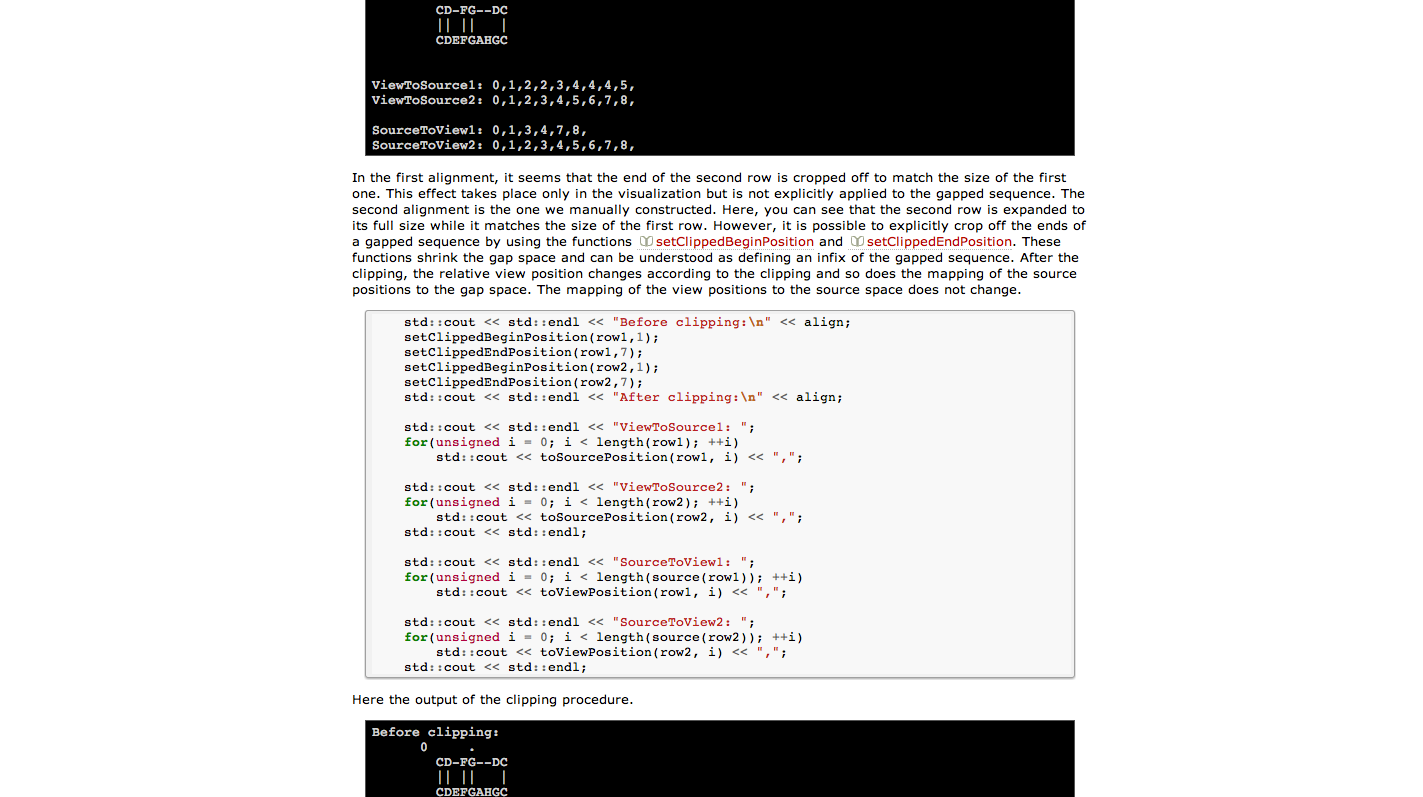 CD-FG--DC
|| ||   |
CDEFGAHGC
ViewToSource1: 0,1,2,2,3,4,4,4,5,
ViewToSource2: 0,1,2,3,4,5,6,7,8,
SourceToView1: 0,1,3,4,7,8,
SourceToView2: 0,1,2,3,4,5,6,7,8,
In the first alignment, it seems that the end of the second row is cropped off to match the size of the first
one. This effect takes place only in the visualization but is not explicitly applied to the gapped sequence. The
second alignment is the one we manually constructed. Here, you can see that the second row is expanded to
its full size while it matches the size of the first row. However, it is possible to explicitly crop off the ends of
a gapped sequence by using the functions setClippedBeginPosition and setClippedEndPosition. These
functions shrink the gap space and can be understood as defining an infix of the gapped sequence. After the
clipping, the relative view position changes according to the clipping and so does the mapping of the source
positions to the gap space. The mapping of the view positions to the source space does not change.
std::cout << std::endl << "Before clipping:\n" << align;
setClippedBeginPosition(row1,1);
setClippedEndPosition(row1,7);
setClippedBeginPosition(row2,1);
setClippedEndPosition(row2,7);
std::cout << std::endl << "After clipping:\n" << align;
std::cout << std::endl << "ViewToSource1: ";
for(unsigned i = 0; i < length(row1); ++i)
std::cout << toSourcePosition(row1, i) << ",";
std::cout << std::endl << "ViewToSource2: ";
for(unsigned i = 0; i < length(row2); ++i)
std::cout << toSourcePosition(row2, i) << ",";
std::cout << std::endl;
std::cout << std::endl << "SourceToView1: ";
for(unsigned i = 0; i < length(source(row1)); ++i)
std::cout << toViewPosition(row1, i) << ",";
std::cout << std::endl << "SourceToView2: ";
for(unsigned i = 0; i < length(source(row2)); ++i)
std::cout << toViewPosition(row2, i) << ",";
std::cout << std::endl;
Here the output of the clipping procedure.
Before clipping:
0     .
CD-FG--DC
|| ||   |
CDEFGAHGC